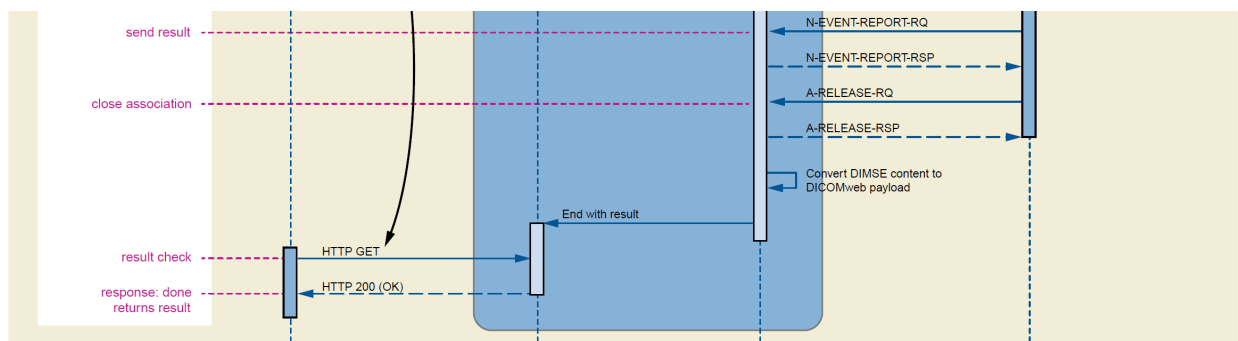 send result
N-EVENT-REPORT-RQ
N-EVENT-REPORT-RSP
close association
A-RELEASE-RQ
A-RELEASE-RSP
Convert DIMSE content to
DICOMweb payload
End with result
result check
HTTP GET
response: done
returns result
HTTP 200 (OK)